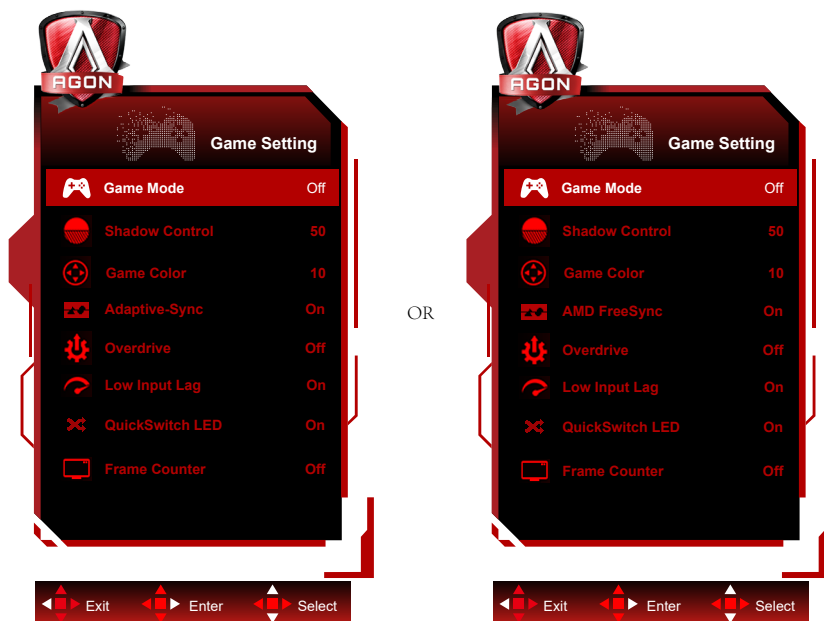 AGON
Game Setting
Game Mode Off
Shadow Control 50
Game Color 10
Adaptive-Sync On
Overdrive Off
Low Input Lag On
QuickSwitch LED On
Frame Counter Off
Exit Enter Select
OR
AGON
Game Setting
Game Mode Off
Shadow Control 50
Game Color 10
AMD FreeSync On
Overdrive Off
Low Input Lag On
QuickSwitch LED On
Frame Counter Off
Exit Enter Select